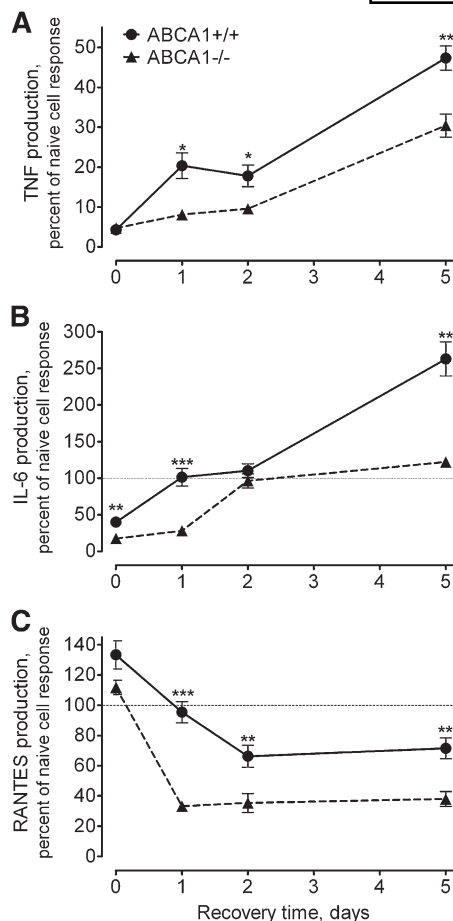 A
ABCA1+/+
ABCA1-/-
TNF production,
percent of naive cell response
50
40
30
20
10
0
*
*
**
0 1 2 3 4 5
B
IL-6 production,
percent of naive cell response
300
250
200
150
100
50
0
**
***
**
0 1 2 3 4 5
C
RANTES production,
percent of naive cell response
140
120
100
80
60
40
20
0
***
**
**
0 1 2 3 4 5
Recovery time, days